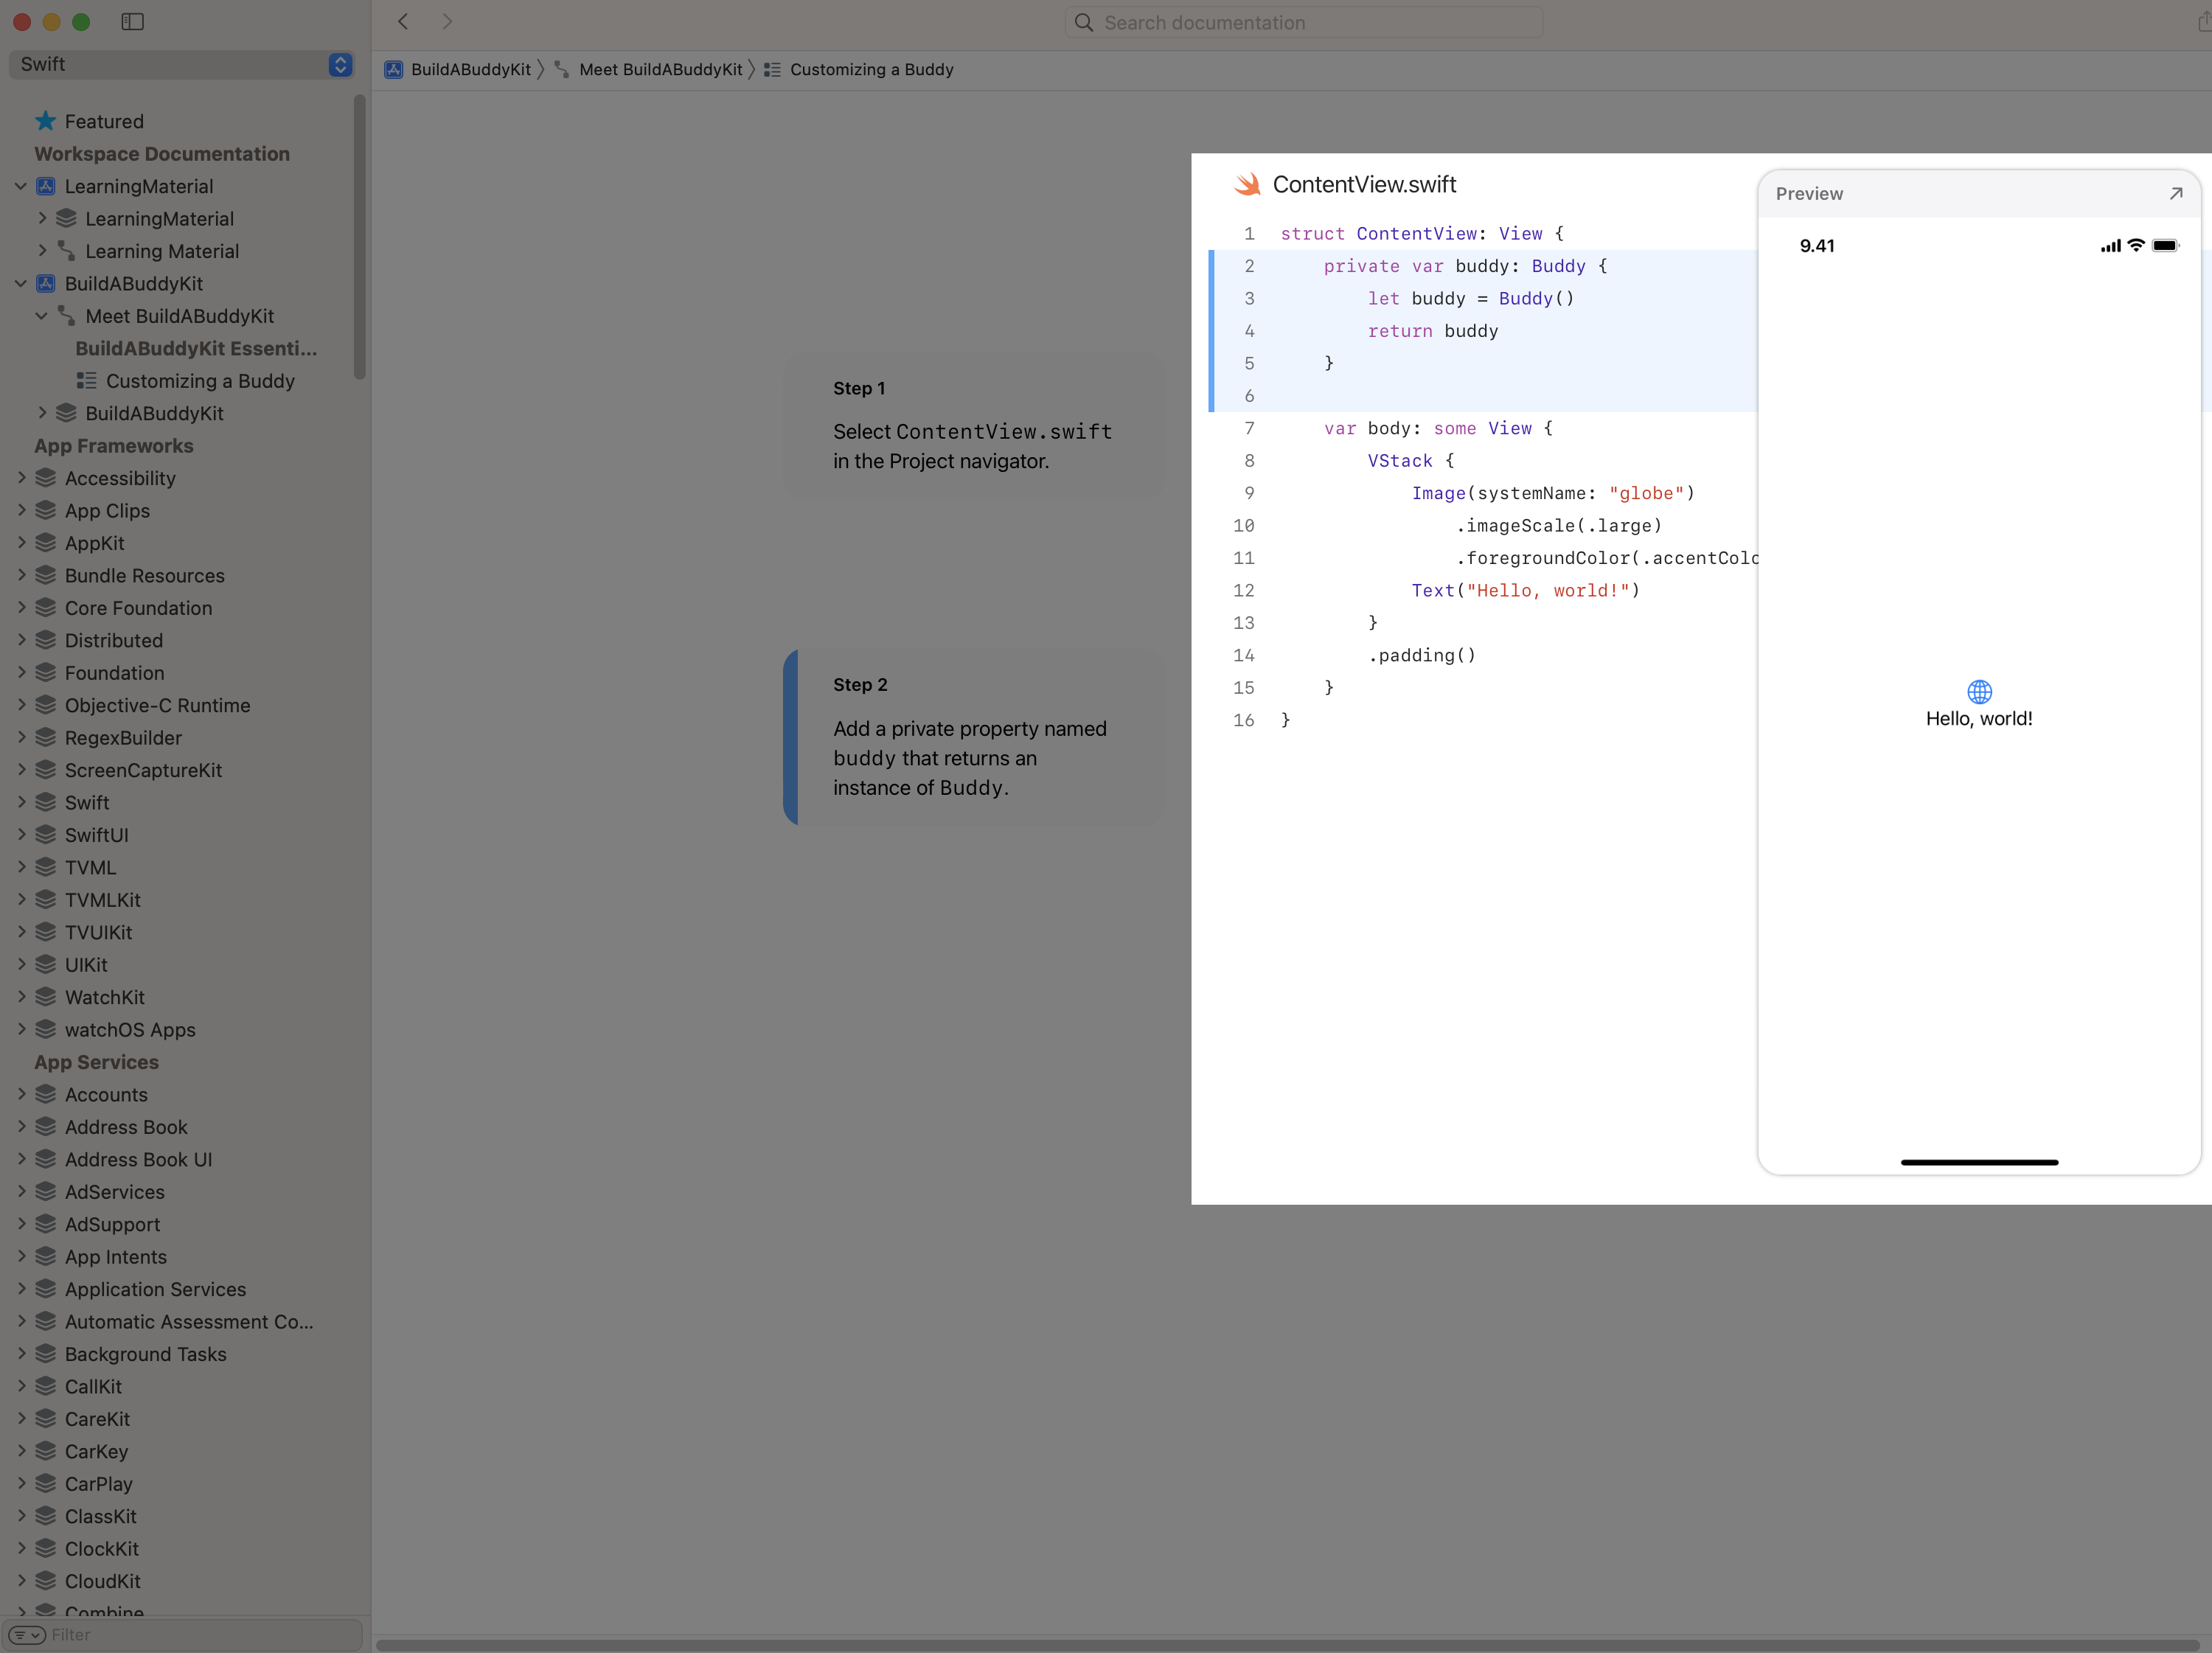 Swift
Search documentation
BuildABuddyKit
Meet BuildABuddyKit
Customizing a Buddy
Featured
Workspace Documentation
LearningMaterial
LearningMaterial
Learning Material
BuildABuddyKit
Meet BuildABuddyKit
BuildABuddyKit Essenti...
Customizing a Buddy
BuildABuddyKit
App Frameworks
Accessibility
App Clips
AppKit
Bundle Resources
Core Foundation
Distributed
Foundation
Objective-C Runtime
RegexBuilder
ScreenCaptureKit
Swift
SwiftUI
TVML
TVMLKit
TVUIKit
UIKit
WatchKit
watchOS Apps
App Services
Accounts
Address Book
Address Book UI
AdServices
AdSupport
App Intents
Application Services
Automatic Assessment Co...
Background Tasks
CallKit
CareKit
CarKey
CarPlay
ClassKit
ClockKit
CloudKit
Combine
Filter
Step 1
Select ContentView.swift
in the Project navigator.
Step 2
Add a private property named
buddy that returns an
instance of Buddy.
ContentView.swift
1 struct ContentView: View {
2 private var buddy: Buddy {
3 let buddy = Buddy()
4 return buddy
5 }
6
7 var body: some View {
8 VStack {
9 Image(systemName: "globe")
10 .imageScale(.large)
11 .foregroundColor(.accentColo
12 Text("Hello, world!")
13 }
14 .padding()
15 }
16 }
Preview
9.41
Hello, world!